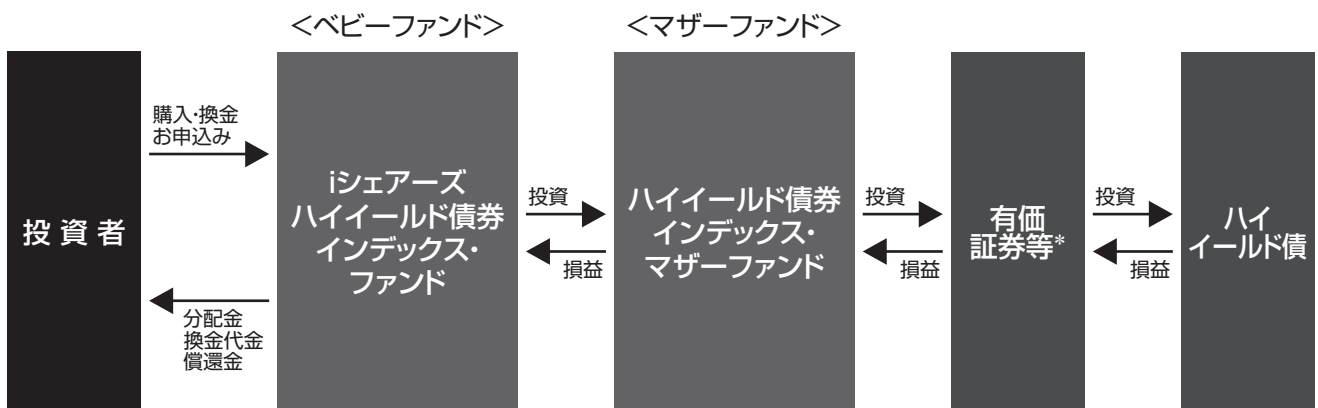 <ベビーファンド>
<マザーファンド>
投資者
購入・換金
お申込み
分配金
換金代金
償還金
iシェアーズ
ハイイールド債券
インデックス・
ファンド
投資
損益
ハイイールド債券
インデックス・
マザーファンド
投資
損益
有価
証券等*
投資
損益
ハイ
イールド債